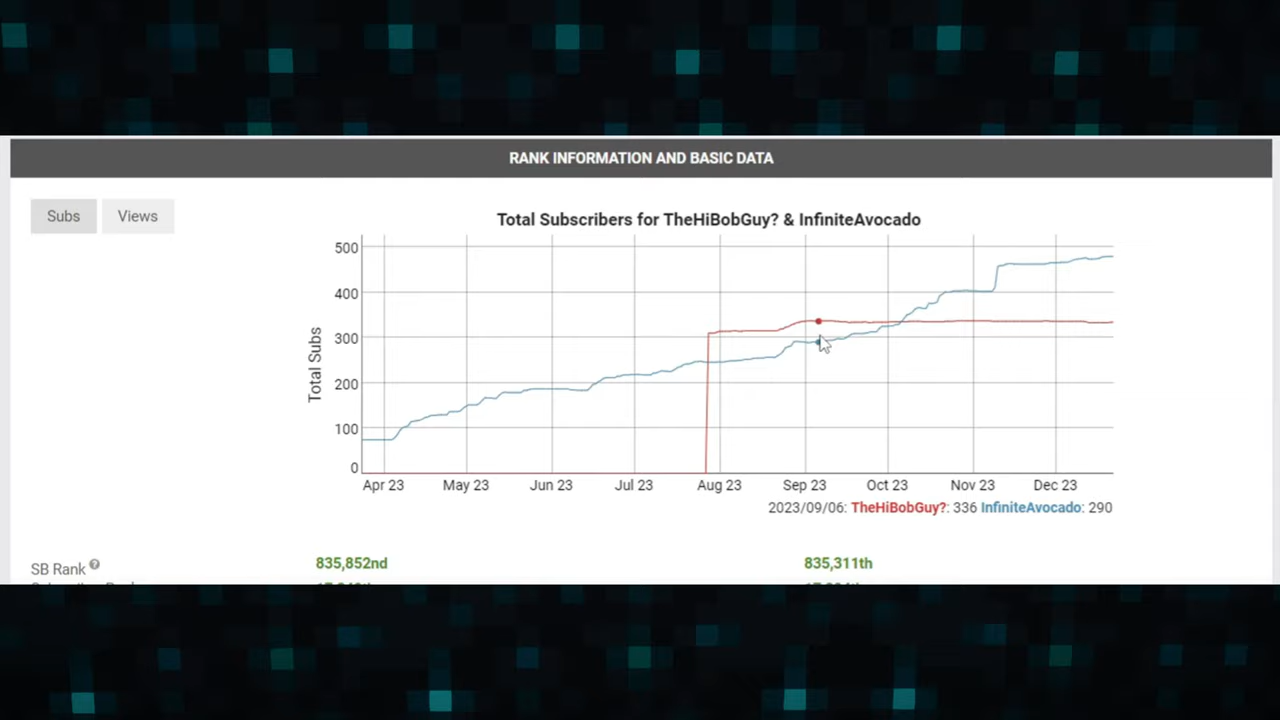 RANK INFORMATION AND BASIC DATA
Subs
Views
Total Subscribers for TheHiBobGuy? & InfiniteAvocado
Total Subs
500
400
300
200
100
0
Apr 23
May 23
Jun 23
Jul 23
Aug 23
Sep 23
Oct 23
Nov 23
Dec 23
2023/09/06: TheHiBobGuy?: 336 InfiniteAvocado: 290
SB Rank ?
835,852nd
835,311th